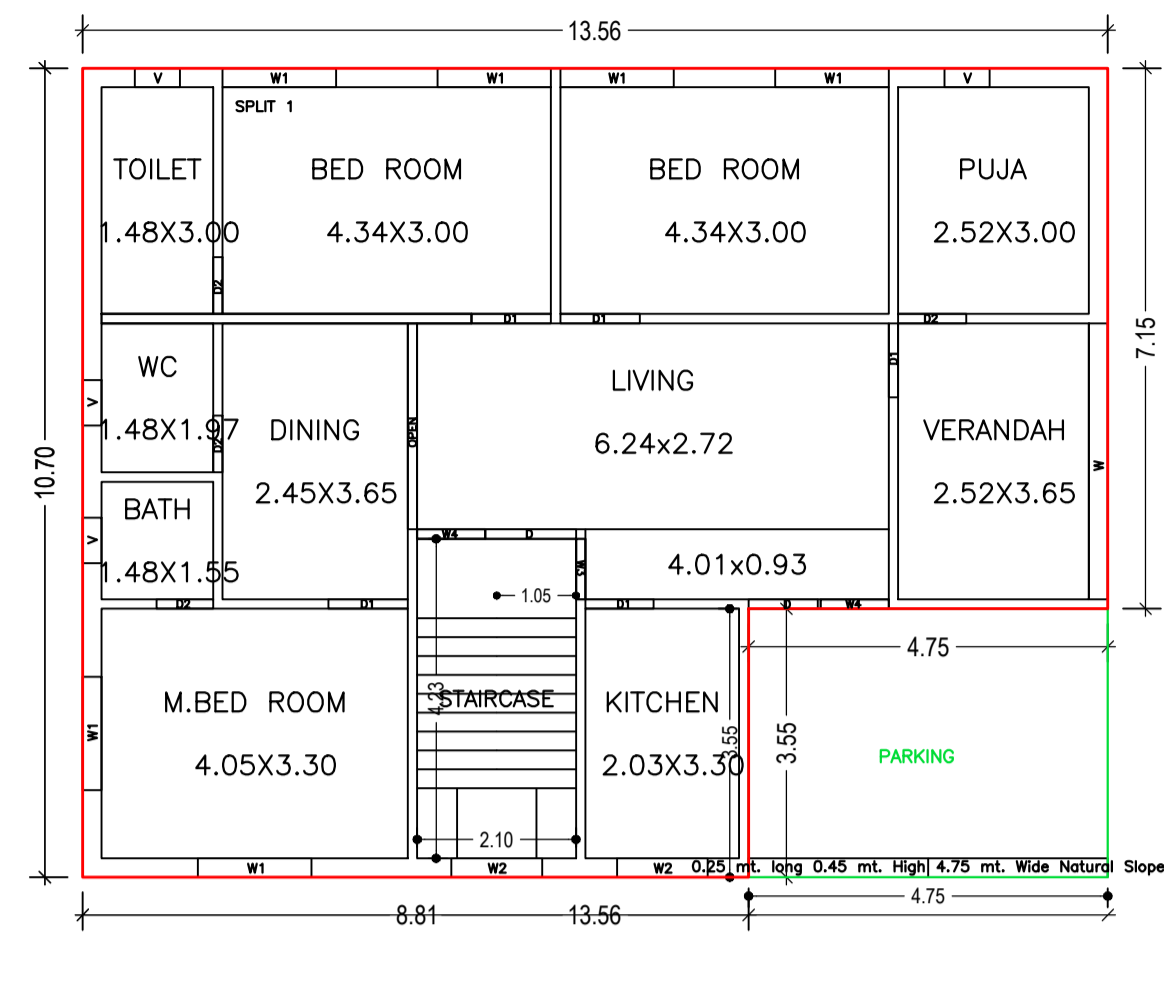 13.56
V W1 W1 W1 W1 V
SPLIT 1
TOILET BED ROOM BED ROOM PUJA
1.48X3.00 4.34X3.00 4.34X3.00 2.52X3.00
D2
D1 D1 D2
7.15
WC LIVING D1
V
1.48X1.97 DINING OPEN 6.24x2.72 VERANDAH
D2
10.70
2.45X3.65 2.52X3.65
W
BATH
V
W4 D
1.48X1.55 W3 4.01x0.93
1.05
D2 D1 D1 D W4
4.75
M.BED ROOM STAIRCASE KITCHEN
4.23
W1
4.05X3.30 2.03X3.30
3.55 3.55
PARKING
2.10
W1 W2 W2
0.25 mt. long 0.45 mt. High 4.75 mt. Wide Natural Slope
4.75
8.81 13.56